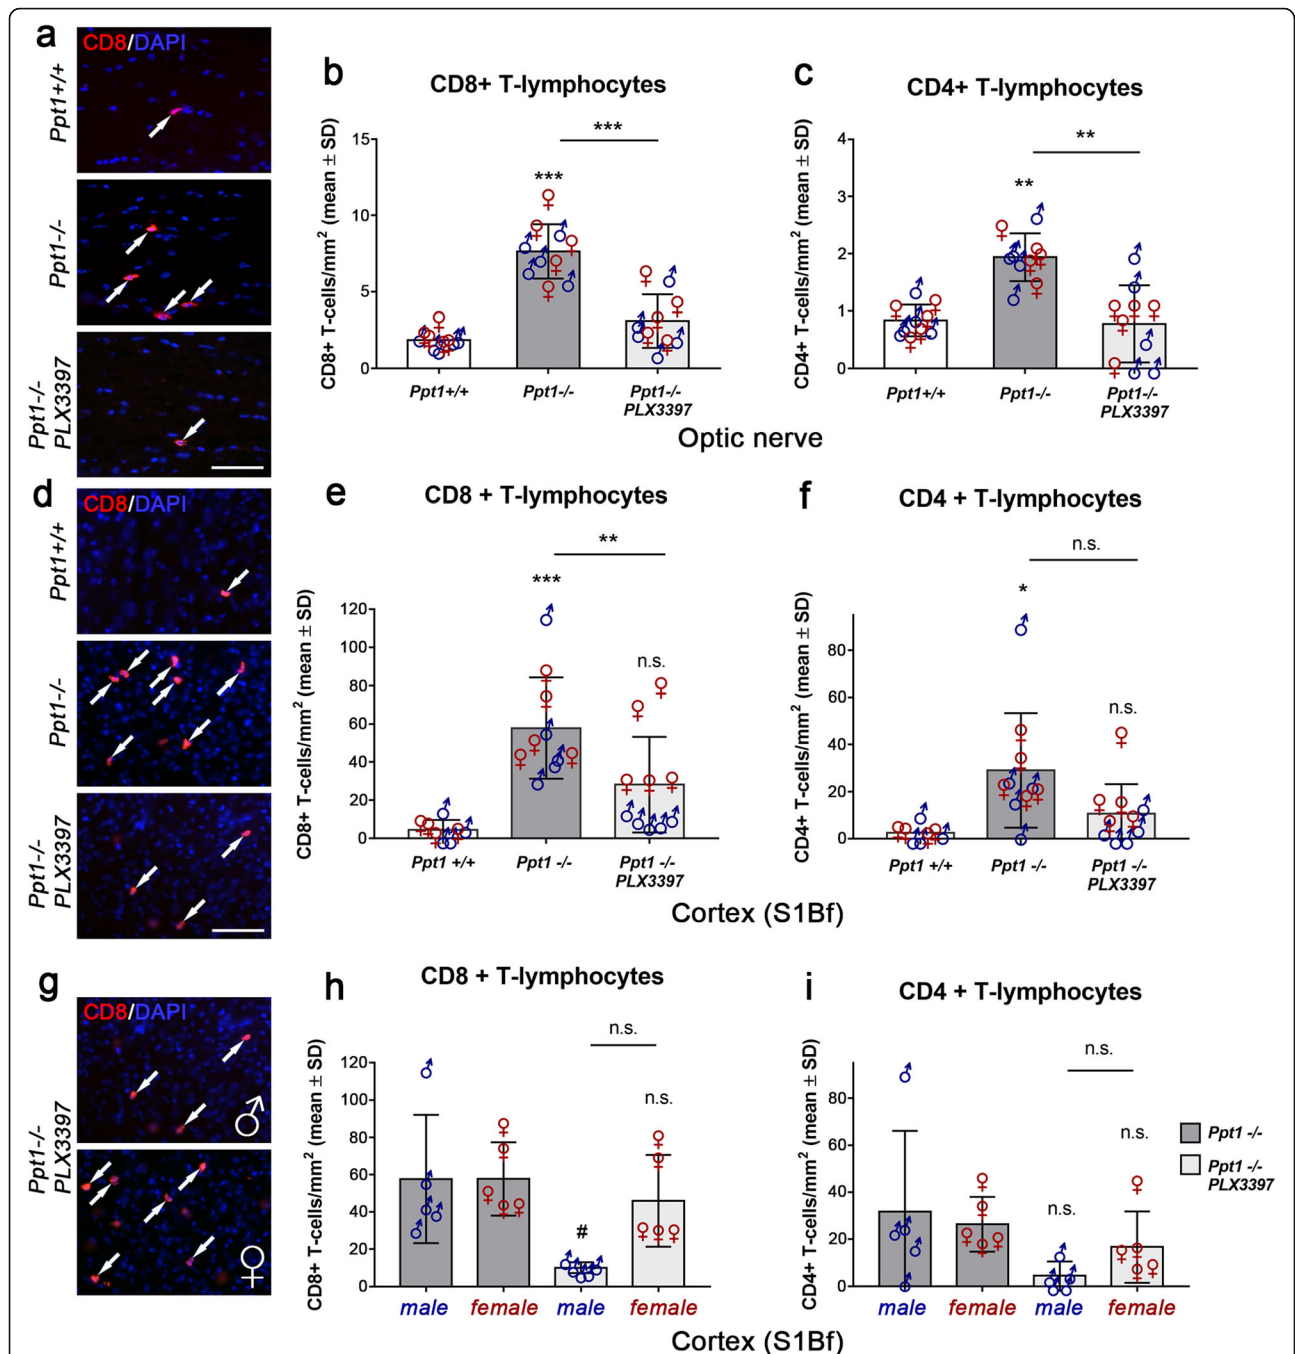 a
CD8/DAPI
Ppt1+/+
Ppt1-/-
Ppt1-/-
PLX3397
b
CD8+ T-lymphocytes
CD8+ T-cells/mm² (mean ± SD)
15
10
5
0
***
***
Ppt1+/+
Ppt1-/-
Ppt1-/-
PLX3397
c
CD4+ T-lymphocytes
CD4+ T-cells/mm² (mean ± SD)
4
3
2
1
0
**
**
Ppt1+/+
Ppt1-/-
Ppt1-/-
PLX3397
Optic nerve
d
CD8/DAPI
Ppt1+/+
Ppt1-/-
Ppt1-/-
PLX3397
e
CD8 + T-lymphocytes
CD8+ T-cells/mm² (mean ± SD)
120
100
80
60
40
20
0
**
***
n.s.
Ppt1 +/+
Ppt1 -/-
Ppt1 -/-
PLX3397
f
CD4 + T-lymphocytes
CD4+ T-cells/mm² (mean ± SD)
80
60
40
20
0
n.s.
*
n.s.
Ppt1 +/+
Ppt1 -/-
Ppt1 -/-
PLX3397
Cortex (S1Bf)
g
CD8/DAPI
♂
♀
Ppt1-/-
PLX3397
h
CD8 + T-lymphocytes
CD8+ T-cells/mm² (mean ± SD)
120
100
80
60
40
20
0
n.s.
n.s.
#
male
female
male
female
i
CD4 + T-lymphocytes
CD4+ T-cells/mm² (mean ± SD)
80
60
40
20
0
n.s.
n.s.
n.s.
male
female
male
female
Ppt1 -/-
Ppt1 -/-
PLX3397
Cortex (S1Bf)